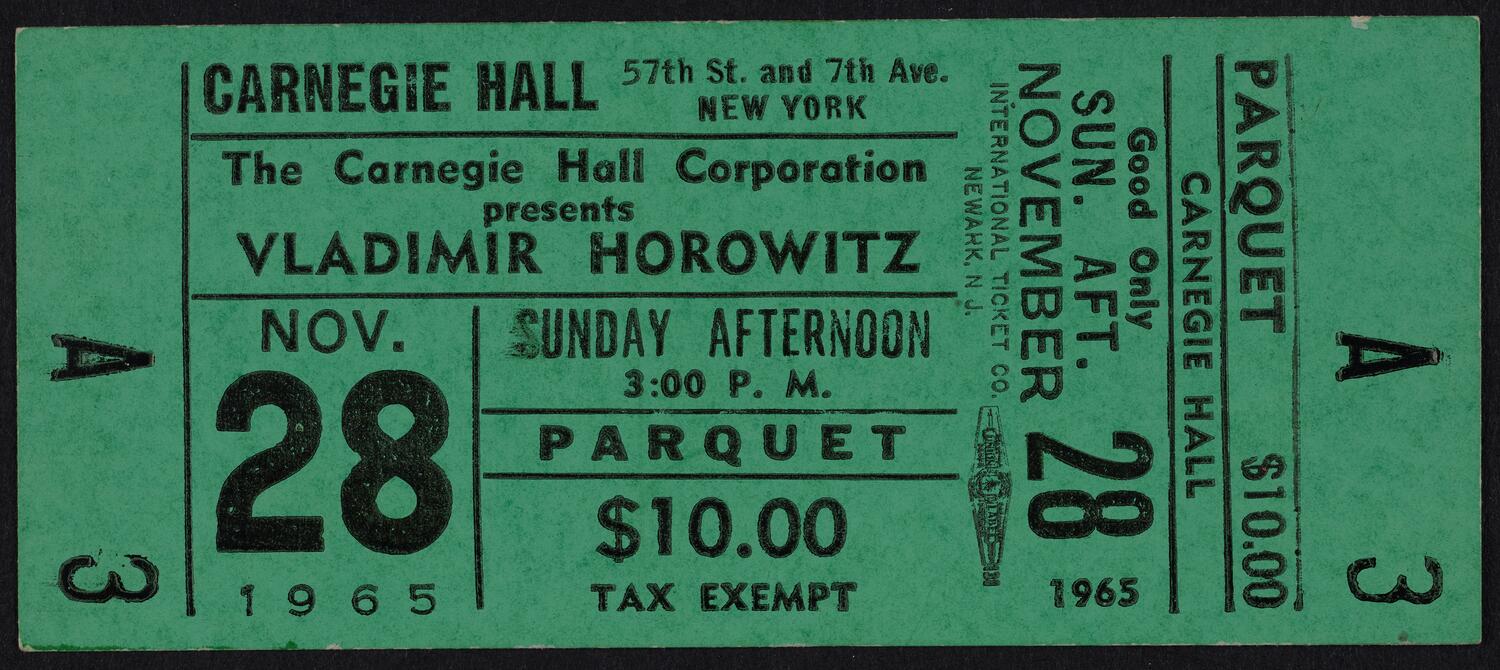 A
3
CARNEGIE HALL
57th St. and 7th Ave.
NEW YORK
The Carnegie Hall Corporation
presents
VLADIMIR HOROWITZ
NOV.
28
1965
SUNDAY AFTERNOON
3:00 P. M.
PARQUET
$10.00
TAX EXEMPT
Good Only
SUN. AFT.
NOVEMBER 28
1965
INTERNATIONAL TICKET CO.
NEWARK, N. J.
PARQUET $10.00
CARNEGIE HALL
A
3